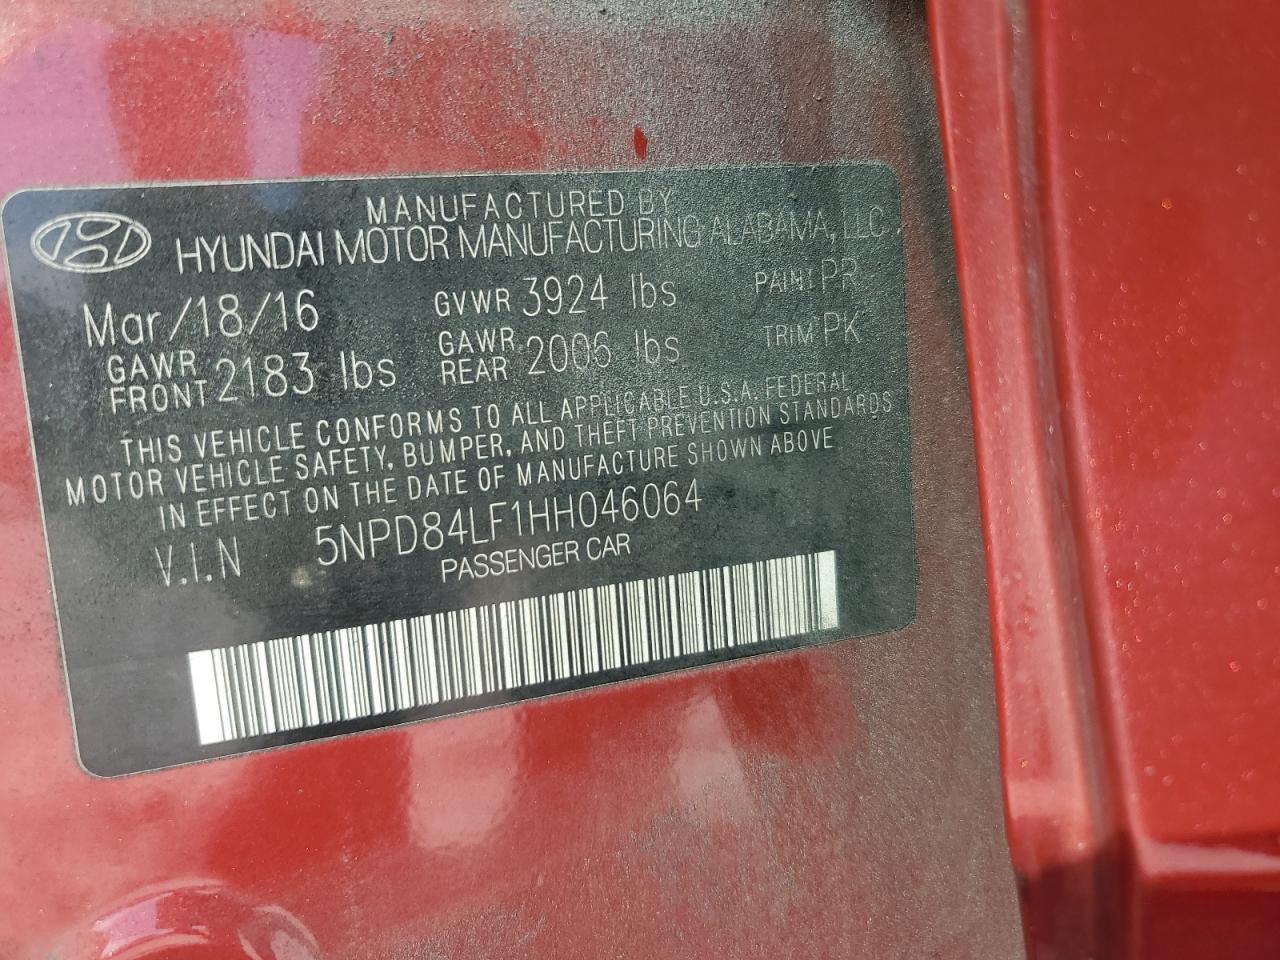 MANUFACTURED BY
HYUNDAI MOTOR MANUFACTURING ALABAMA, LLC
Mar/18/16 GVWR 3924 lbs PAINT PR
GAWR FRONT 2183 lbs GAWR REAR 2006 lbs TRIM PK
THIS VEHICLE CONFORMS TO ALL APPLICABLE U.S.A. FEDERAL
MOTOR VEHICLE SAFETY, BUMPER, AND THEFT PREVENTION STANDARDS
IN EFFECT ON THE DATE OF MANUFACTURE SHOWN ABOVE
V.I.N 5NPD84LF1HH046064
PASSENGER CAR